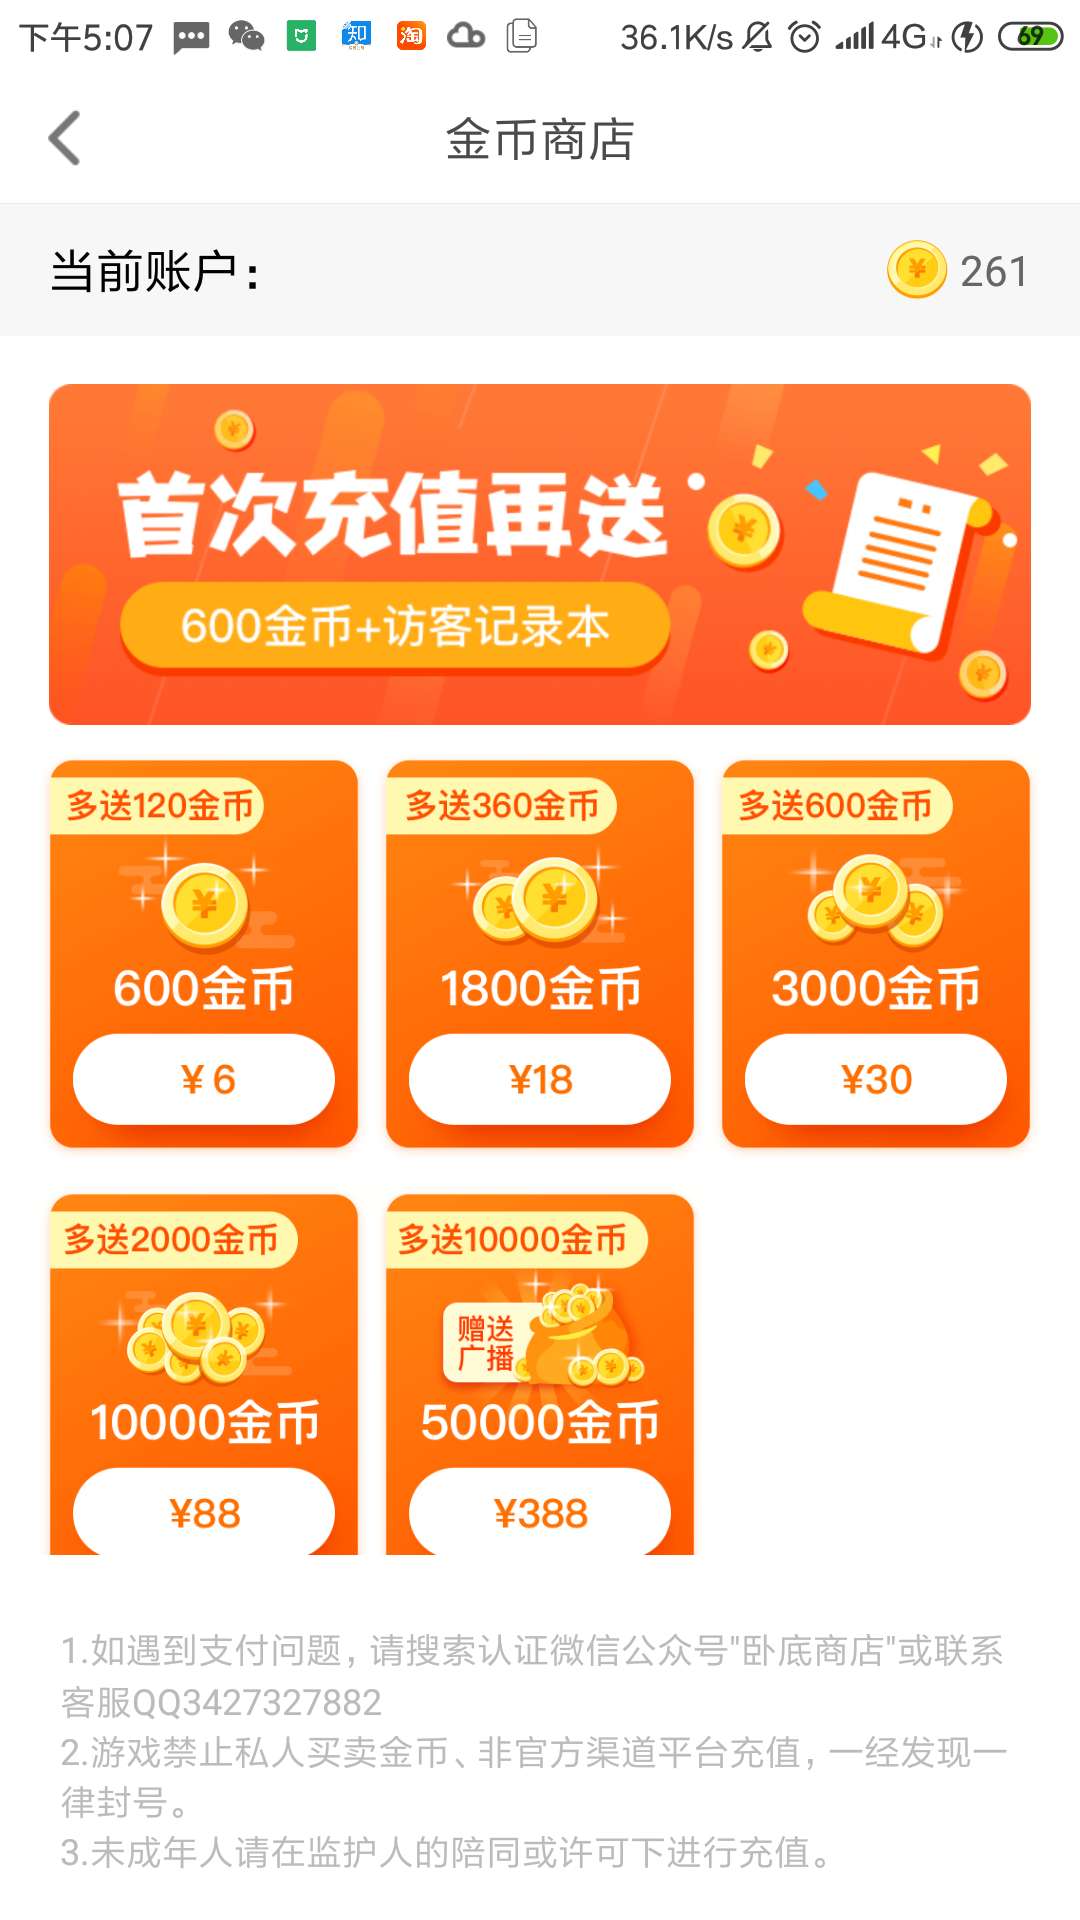 下午5:07
知
淘
36.1K/s
4G
69
金币商店
当前账户：
261
首次充值再送
600金币+访客记录本
多送120金币
多送360金币
多送600金币
600金币
1800金币
3000金币
¥ 6
¥18
¥30
多送2000金币
多送10000金币
赠送
广播
10000金币
50000金币
¥88
¥388
1.如遇到支付问题，请搜索认证微信公众号"卧底商店"或联系
客服QQ3427327882
2.游戏禁止私人买卖金币、非官方渠道平台充值，一经发现一
律封号。
3.未成年人请在监护人的陪同或许可下进行充值。